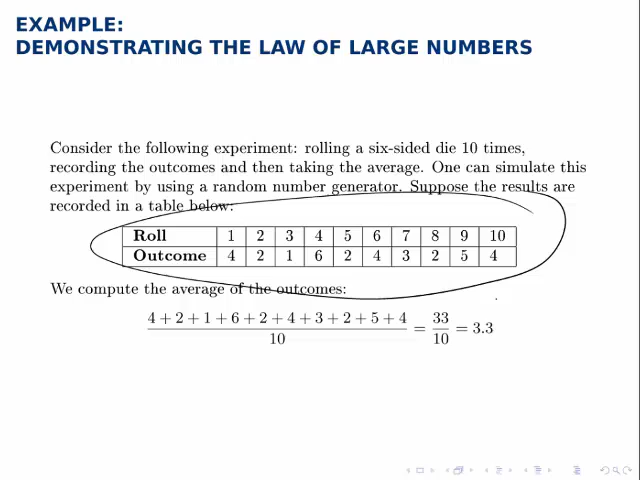 EXAMPLE:
DEMONSTRATING THE LAW OF LARGE NUMBERS
Consider the following experiment: rolling a six-sided die 10 times,
recording the outcomes and then taking the average. One can simulate this
experiment by using a random number generator. Suppose the results are
recorded in a table below:
Roll 1 2 3 4 5 6 7 8 9 10
Outcome 4 2 1 6 2 4 3 2 5 4
We compute the average of the outcomes:
4 + 2 + 1 + 6 + 2 + 4 + 3 + 2 + 5 + 4 / 10 = 33 / 10 = 3.3